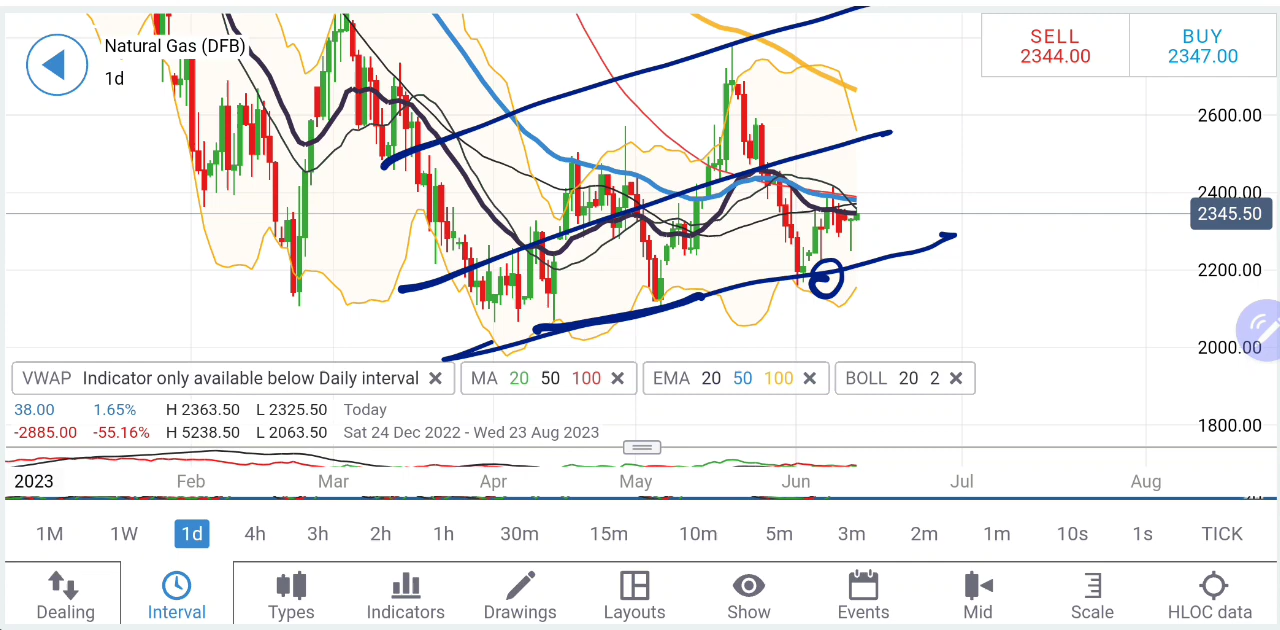 Natural Gas (DFB)
1d
SELL
2344.00
BUY
2347.00
2600.00
2400.00
2345.50
2200.00
2000.00
1800.00
VWAP Indicator only available below Daily interval
MA 20 50 100
EMA 20 50 100
BOLL 20 2
38.00 1.65% H 2363.50 L 2325.50 Today
-2885.00 -55.16% H 5238.50 L 2063.50 Sat 24 Dec 2022 - Wed 23 Aug 2023
2023 Feb Mar Apr May Jun Jul Aug
1M 1W 1d 4h 3h 2h 1h 30m 15m 10m 5m 3m 2m 1m 10s 1s TICK
Dealing Interval Types Indicators Drawings Layouts Show Events Mid Scale HLOC data